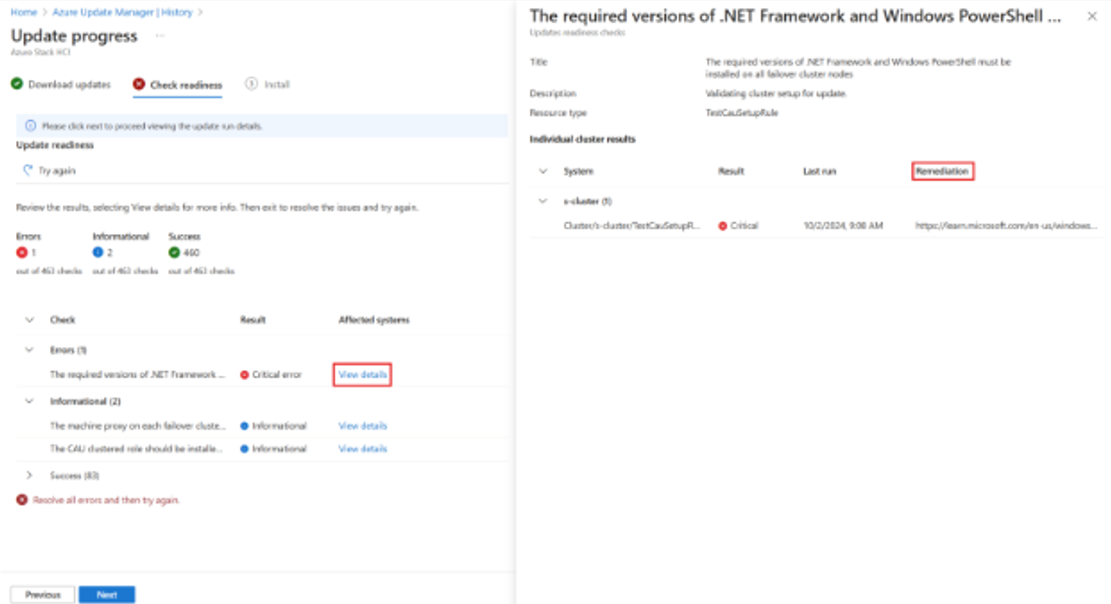 Home > Azure Update Manager | History >
Update progress ...
Azure Stack HCI
Download updates
Check readiness
Install
Please click next to proceed viewing the update run details.
Update readiness
Try again
Review the results, selecting View details for more info. Then exit to resolve the issues and try again.
Errors Informational Success
1 2 460
out of 463 checks out of 463 checks out of 463 checks
Check Result Affected systems
Errors (1)
The required versions of .NET Framework ... Critical error View details
Informational (2)
The machine proxy on each failover cluste... Informational View details
The CAU clustered role should be installe... Informational View details
Success (83)
Resolve all errors and then try again.
Previous Next
The required versions of .NET Framework and Windows PowerShell ...
Updates readiness checks
Title The required versions of .NET Framework and Windows PowerShell must be
installed on all failover cluster nodes
Description Validating cluster setup for update.
Resource type TestCauSetupRule
Individual cluster results
System Result Last run Remediation
s-cluster (1)
Cluster/s-cluster/TestCauSetupR... Critical 10/2/2024, 9:08 AM https://learn.microsoft.com/en-us/windows...